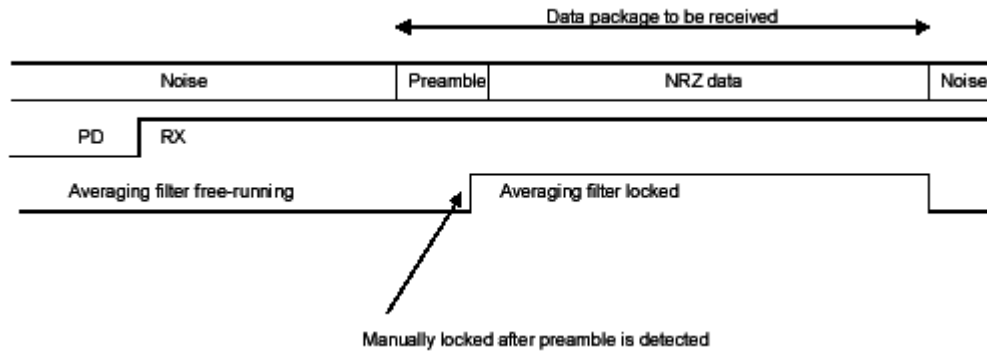 Data package to be received
Noise Preamble NRZ data Noise
PD RX
Averaging filter free-running Averaging filter locked
Manually locked after preamble is detected